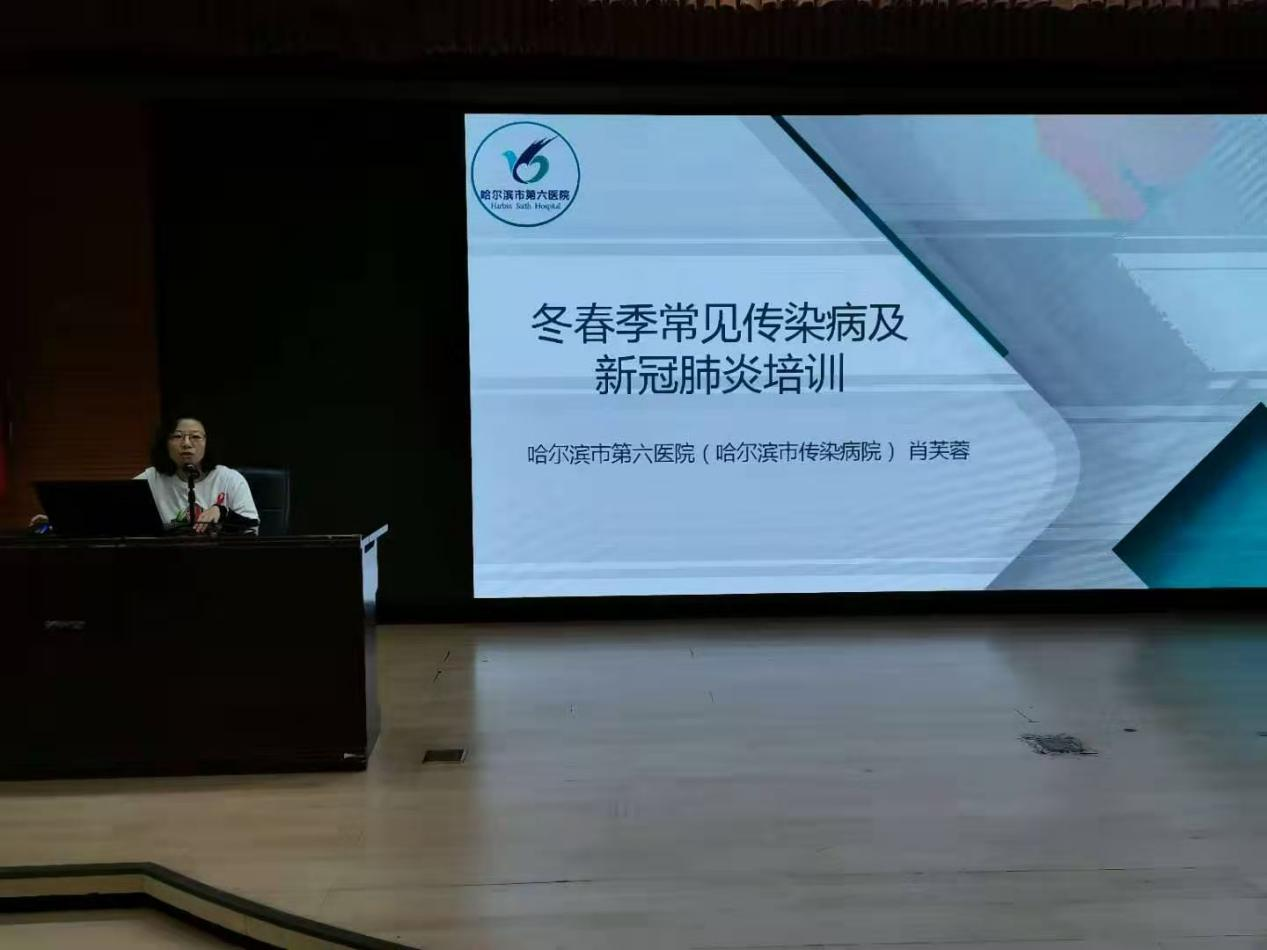 哈尔滨市第六医院
Harbin Sixth Hospital
冬春季常见传染病及
新冠肺炎培训
哈尔滨市第六医院（哈尔滨市传染病院） 肖芙蓉